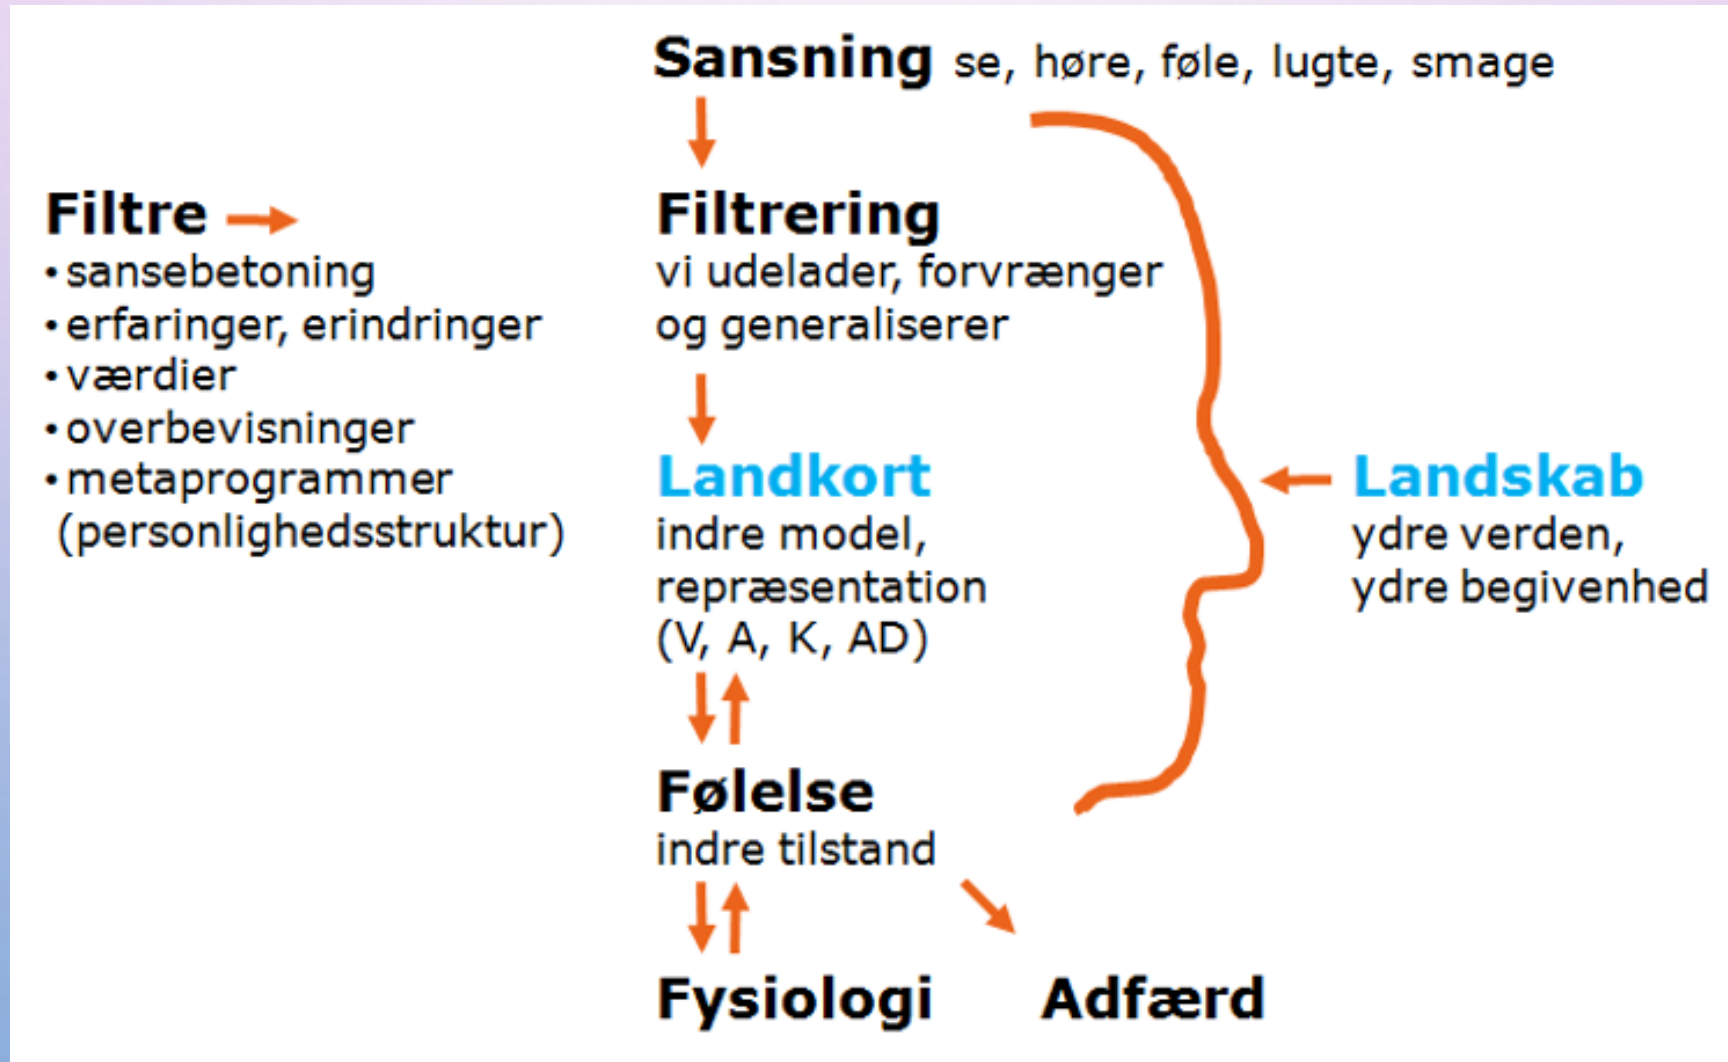 Sansning se, høre, føle, lugte, smage
Filtre
• sansebetoning
• erfaringer, erindringer
• værdier
• overbevisninger
• metaprogrammer
(personlighedsstruktur)
Filtrering
vi udelader, forvrænger
og generaliserer
Landkort
indre model,
repræsentation
(V, A, K, AD)
Landskab
ydre verden,
ydre begivenhed
Følelse
indre tilstand
Fysiologi
Adfærd